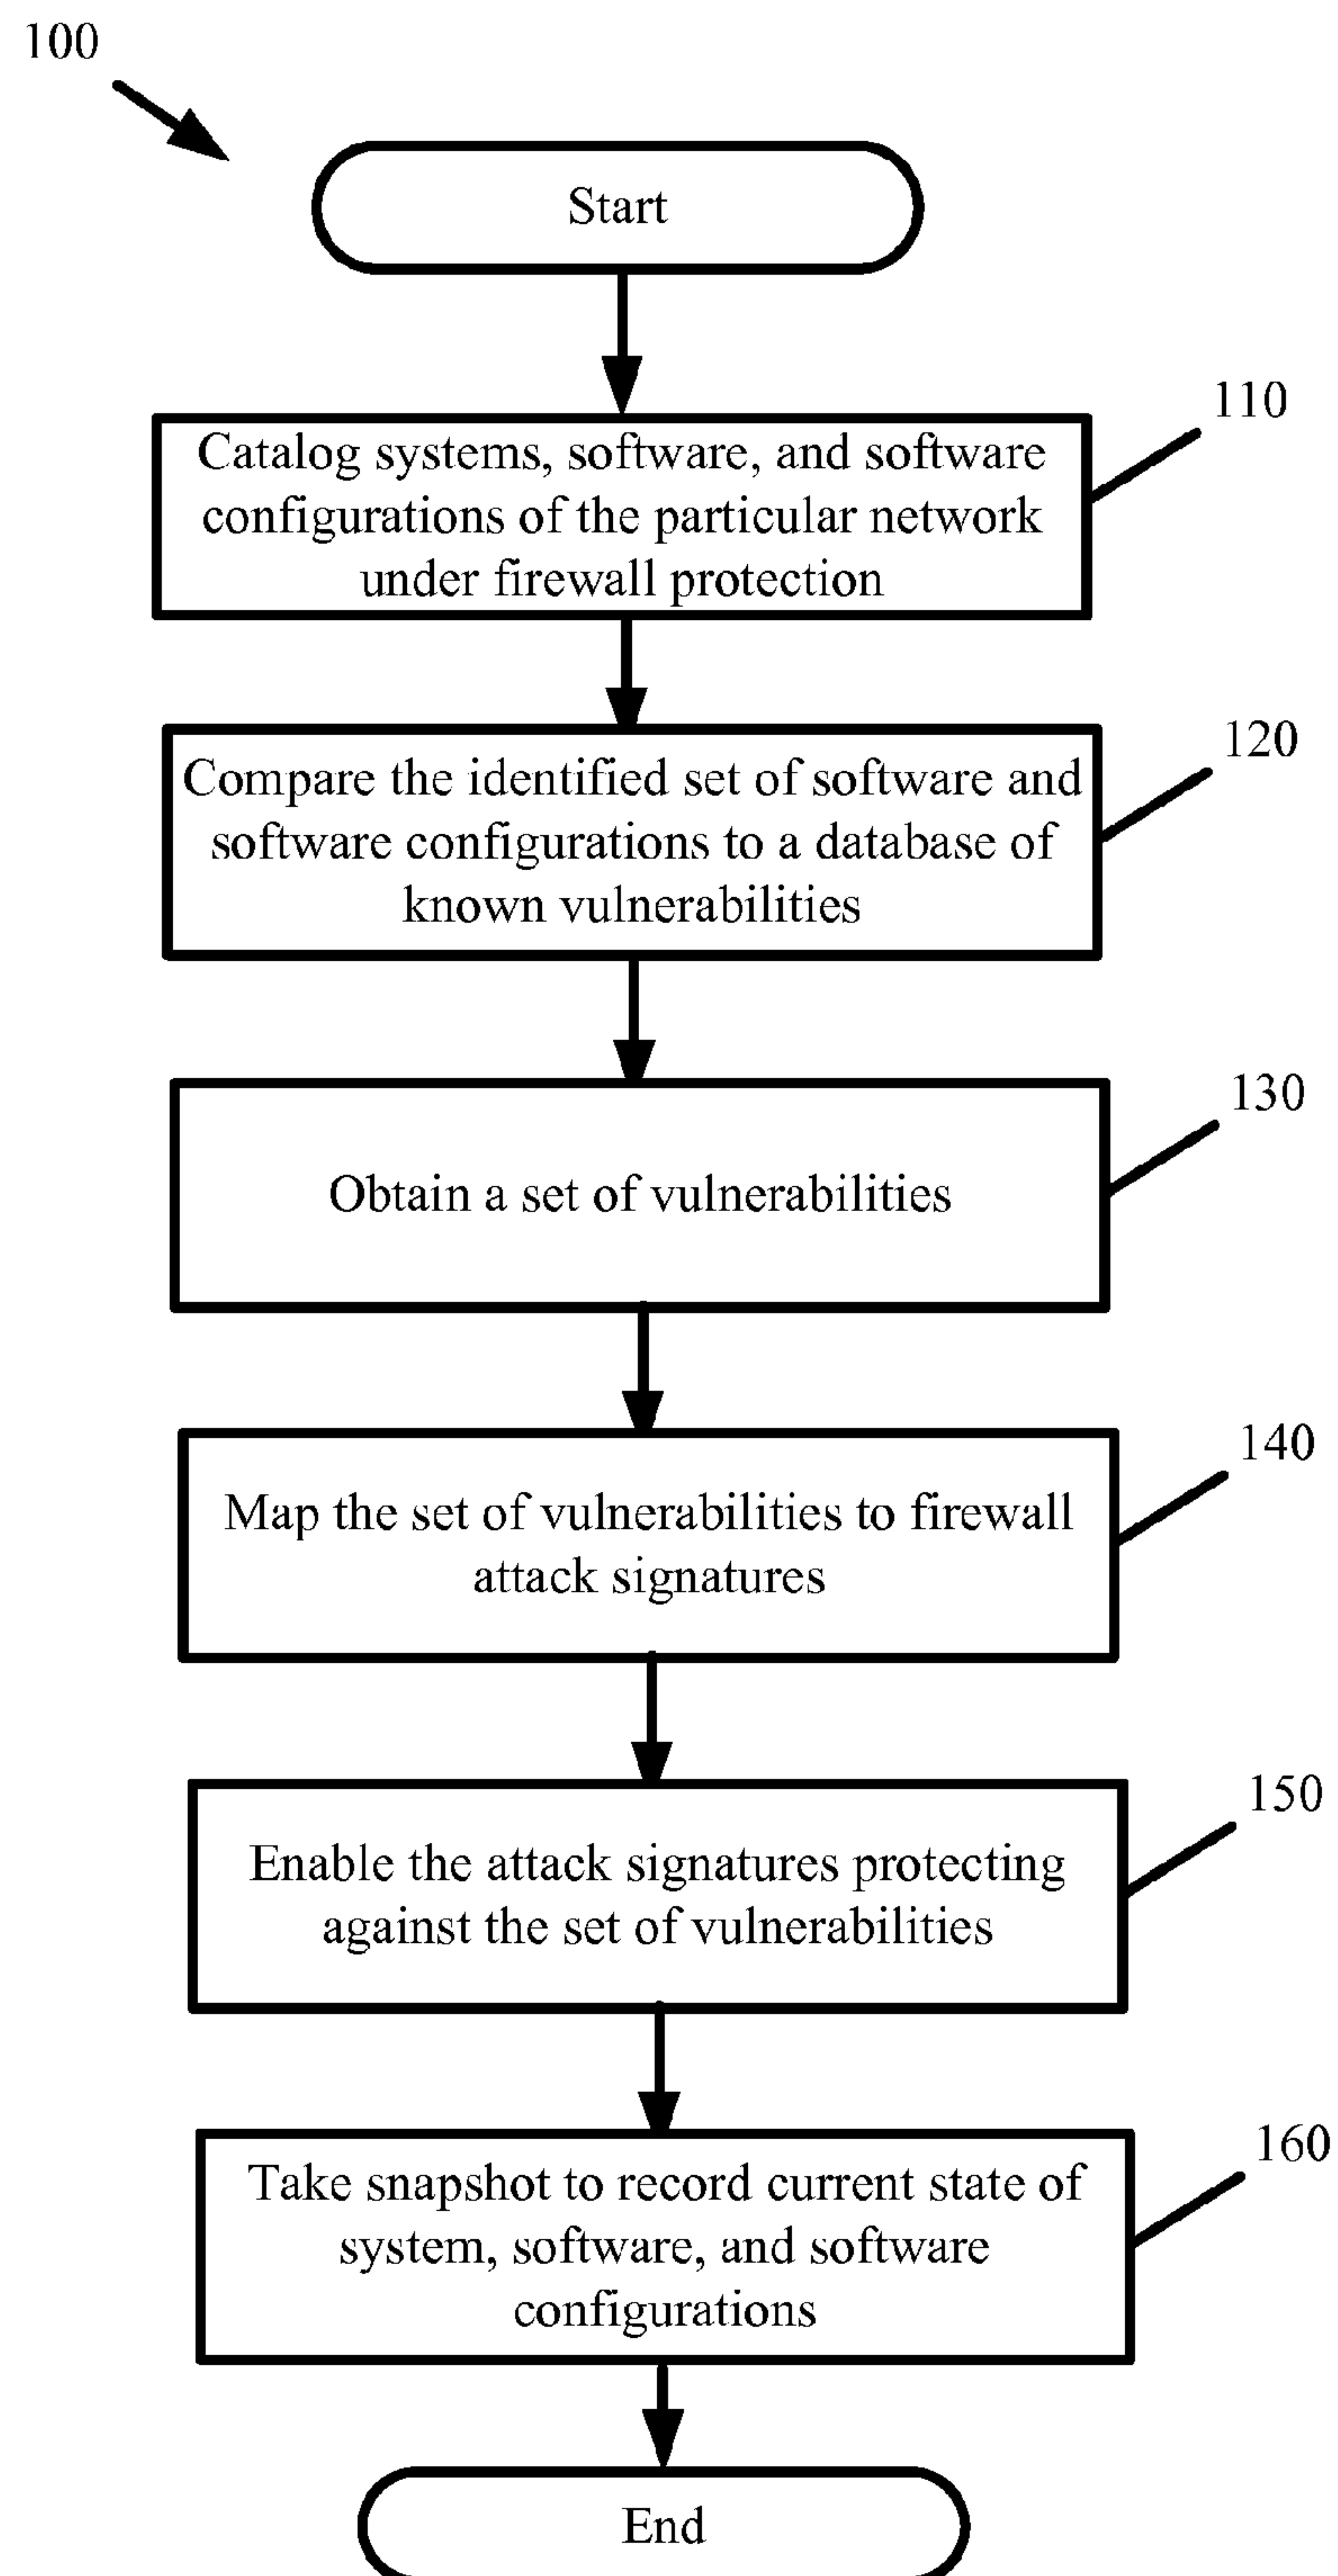 100
Start
110
Catalog systems, software, and software
configurations of the particular network
under firewall protection
120
Compare the identified set of software and
software configurations to a database of
known vulnerabilities
130
Obtain a set of vulnerabilities
140
Map the set of vulnerabilities to firewall
attack signatures
150
Enable the attack signatures protecting
against the set of vulnerabilities
160
Take snapshot to record current state of
system, software, and software
configurations
End